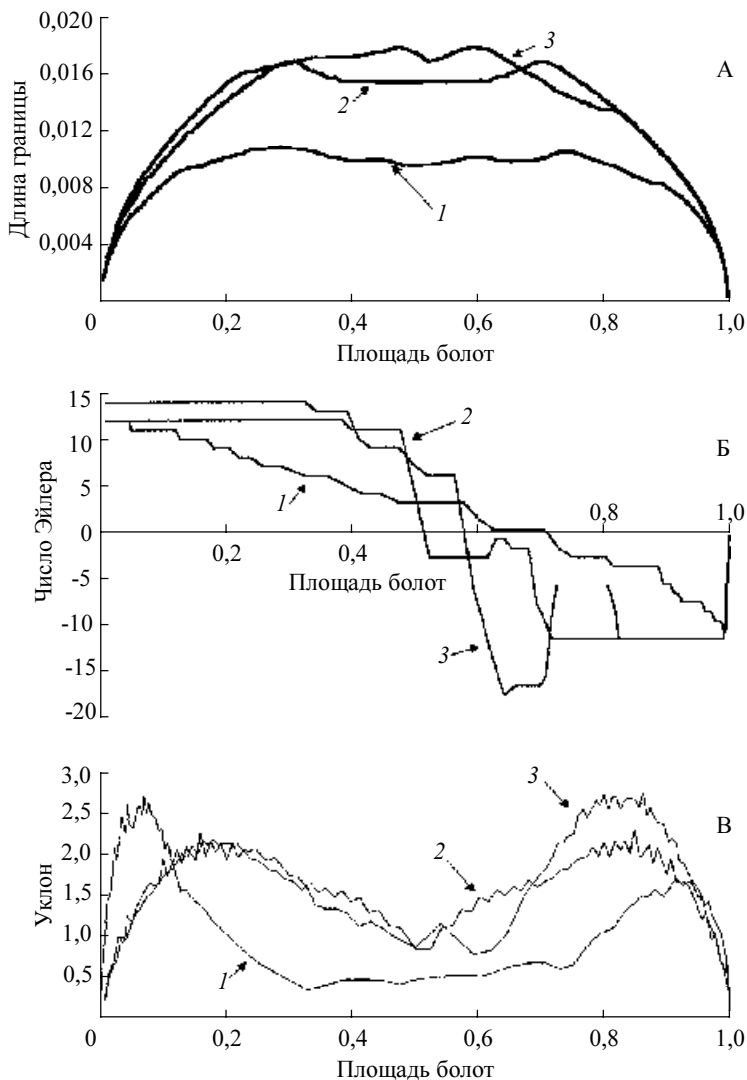 0,020
0,016
0,012
0,008
0,004
Длина границы
3
А
2
1
0 0,2 0,4 0,6 0,8 1,0
Площадь болот
15
10
5
0
-5
-10
-15
-20
Число Эйлера
2
Б
1
0,8 1,0
0,2 0,4
Площадь болот
3
3,0
2,5
2,0
1,5
1,0
0,5
Уклон
3
В
2
1
0 0,2 0,4 0,6 0,8 1,0
Площадь болот